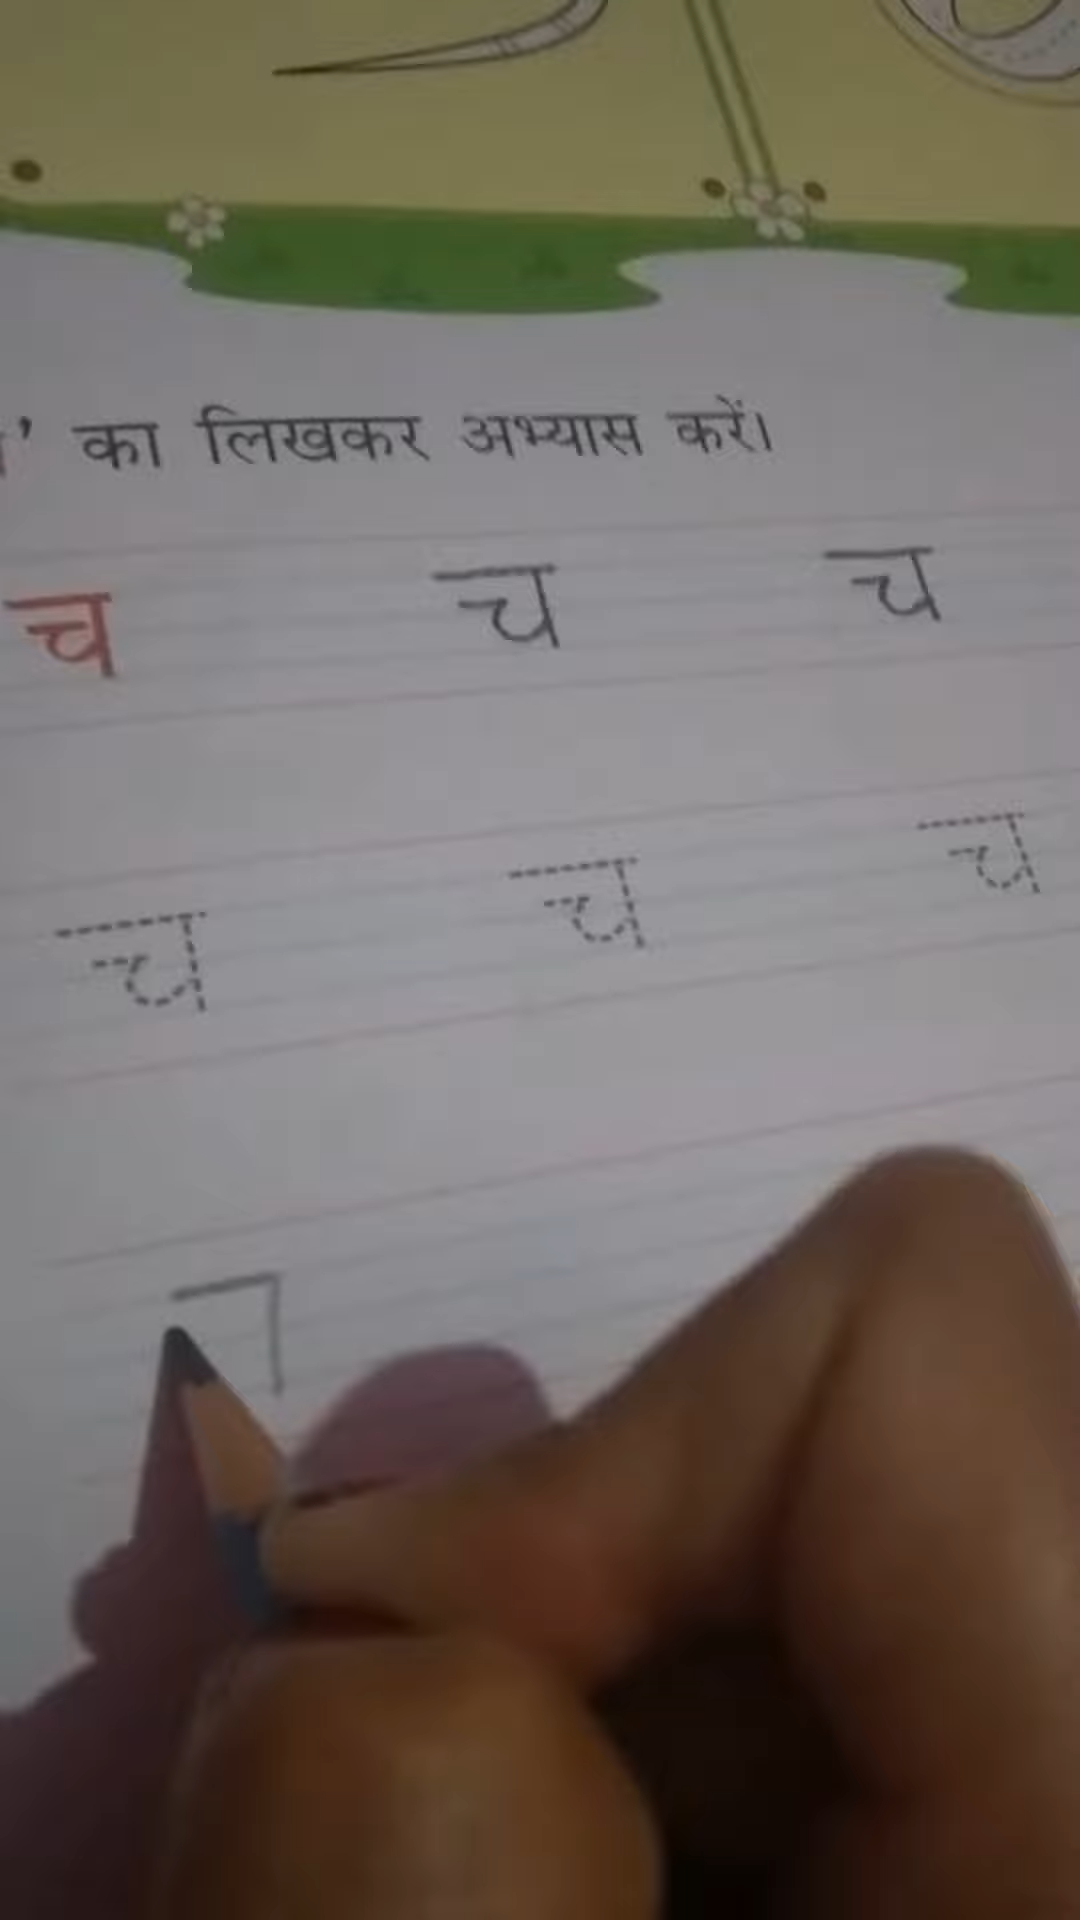 ' का लिखकर अभ्यास करें।
च च च
च च च